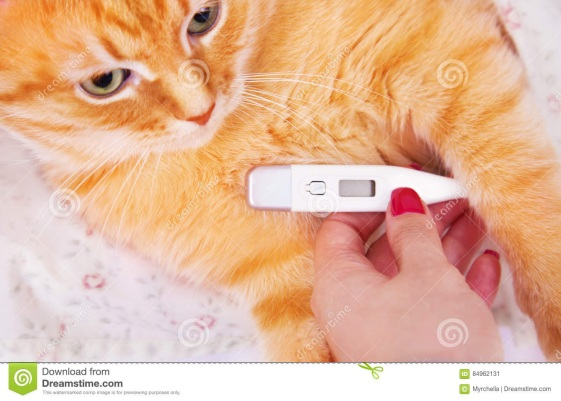 Download from
Dreamstime.com
This watermarked comp image is for previewing purposes only.
84962131
Myrchella | Dreamstime.com